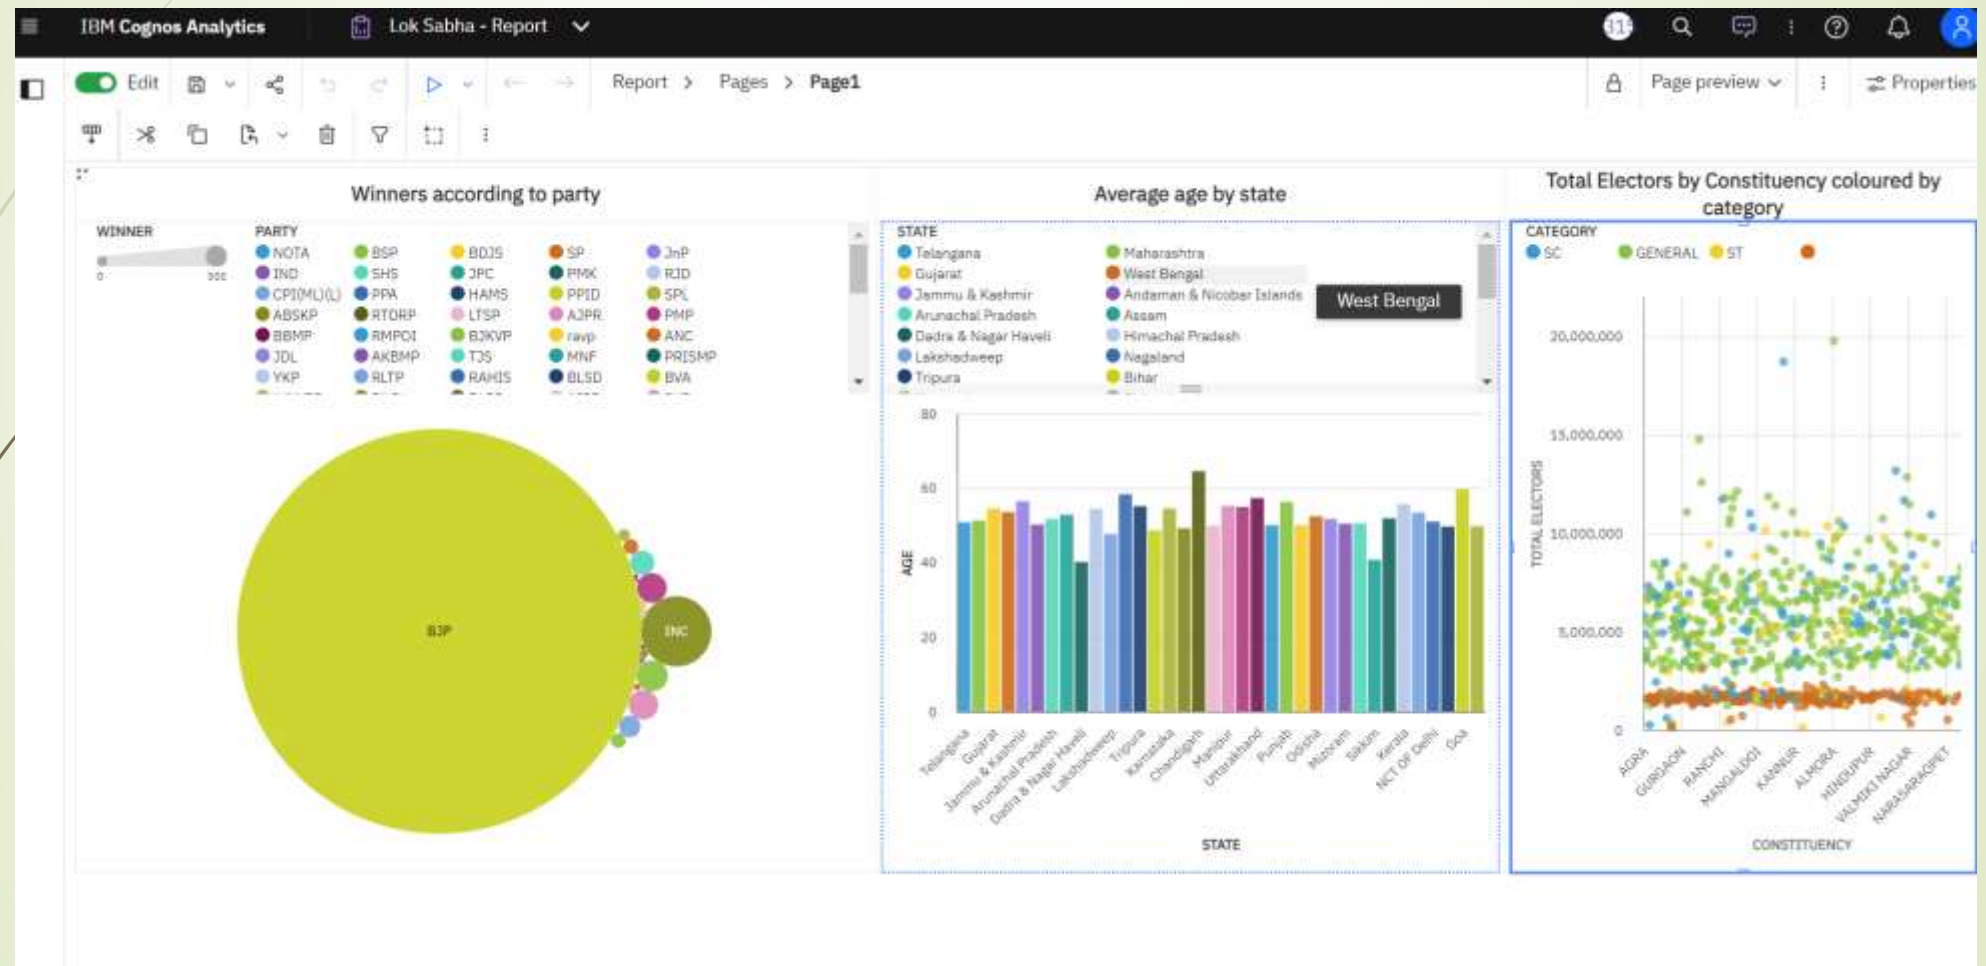 IBM Cognos Analytics
Lok Sabha - Report
Edit
Report > Pages > Page1
Page preview
Properties
Winners according to party
WINNER
0
PARTY
NOTA BSP BDJS SP JnP
IND SHS JPC PMK RJD
CPI(ML)(L) PPA HAMS PPID SPL
ABSKP RTORP LTSP AJPR PMP
BBMP RMPOI BJKVP ravp ANC
JDL AKBMP TJS MNF PRISMP
YKP RLTP RAHIS BLSD BVA
BJP
INC
Average age by state
STATE
Telangana Maharashtra
Gujarat West Bengal
Jammu & Kashmir Andaman & Nicobar Islands
West Bengal
Arunachal Pradesh Assam
Dadra & Nagar Haveli Himachal Pradesh
Lakshadweep Nagaland
Tripura Bihar
80
60
40
20
0
AGE
Telangana
Gujarat
Jammu & Kashmir
Arunachal Pradesh
Dadra & Nagar Haveli
Lakshadweep
Tripura
Karnataka
Chandigarh
Manipur
Uttarakhand
Punjab
Odisha
Mizoram
Sikkim
Kerala
NCT OF Delhi
Goa
STATE
Total Electors by Constituency coloured by
category
CATEGORY
SC GENERAL ST
20,000,000
15,000,000
10,000,000
5,000,000
0
TOTAL ELECTORS
AGRA
GURGAON
RANCHI
MANGALDOI
KANNUR
ALMORA
HINDUPUR
VALMIKI NAGAR
NARASARAOPET
CONSTITUENCY